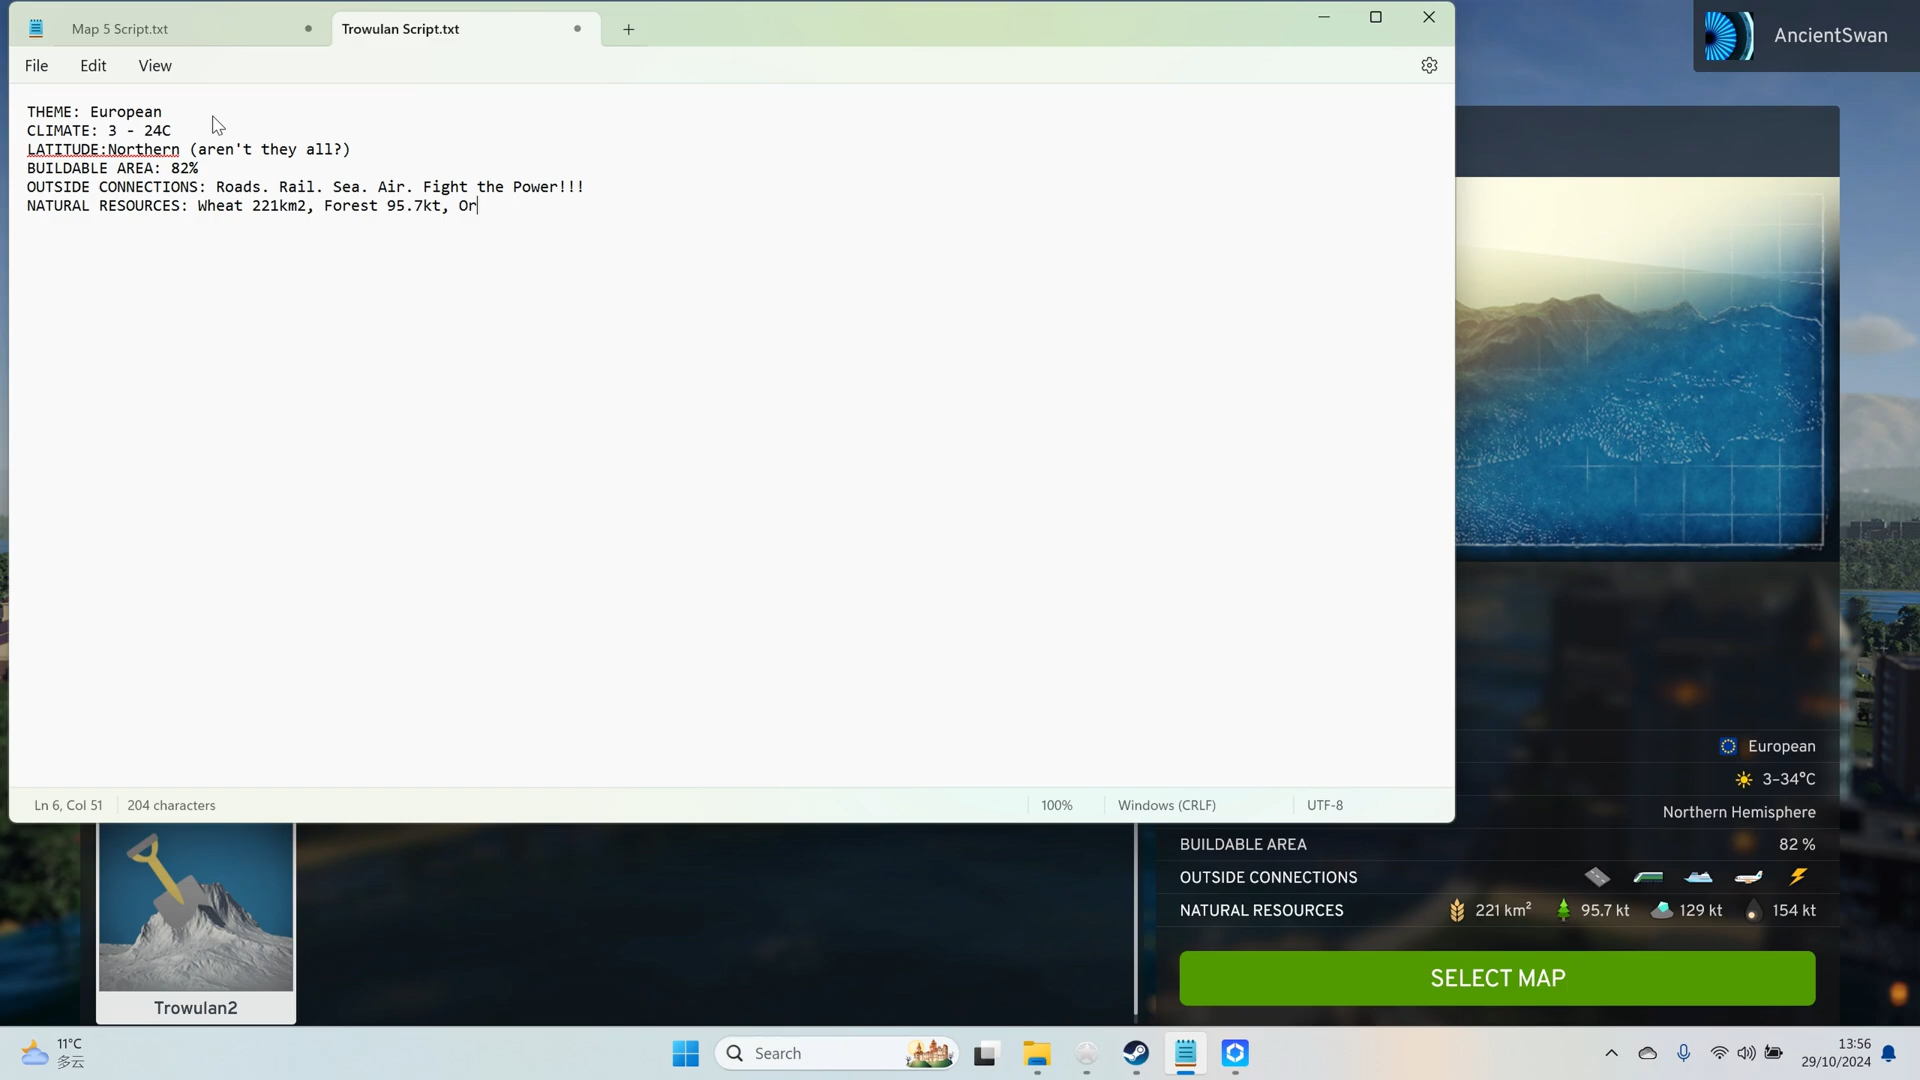 Map 5 Script.txt
Trowulan Script.txt
AncientSwan
File Edit View
THEME: European
CLIMATE: 3 - 24C
LATITUDE:Northern (aren't they all?)
BUILDABLE AREA: 82%
OUTSIDE CONNECTIONS: Roads. Rail. Sea. Air. Fight the Power!!!
NATURAL RESOURCES: Wheat 221km2, Forest 95.7kt, Or
European
3–34°C
Northern Hemisphere
Ln 6, Col 51 204 characters 100% Windows (CRLF) UTF-8
BUILDABLE AREA 82 %
OUTSIDE CONNECTIONS
NATURAL RESOURCES 221 km² 95.7 kt 129 kt 154 kt
SELECT MAP
Trowulan2
11°C
多云
Search
13:56
29/10/2024